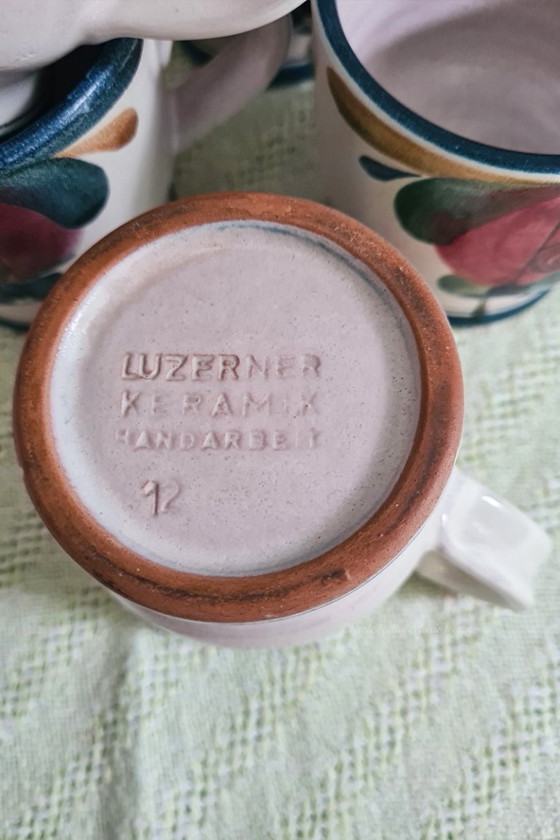 LUZERNER
KERAMIK
HANDARBEIT
12